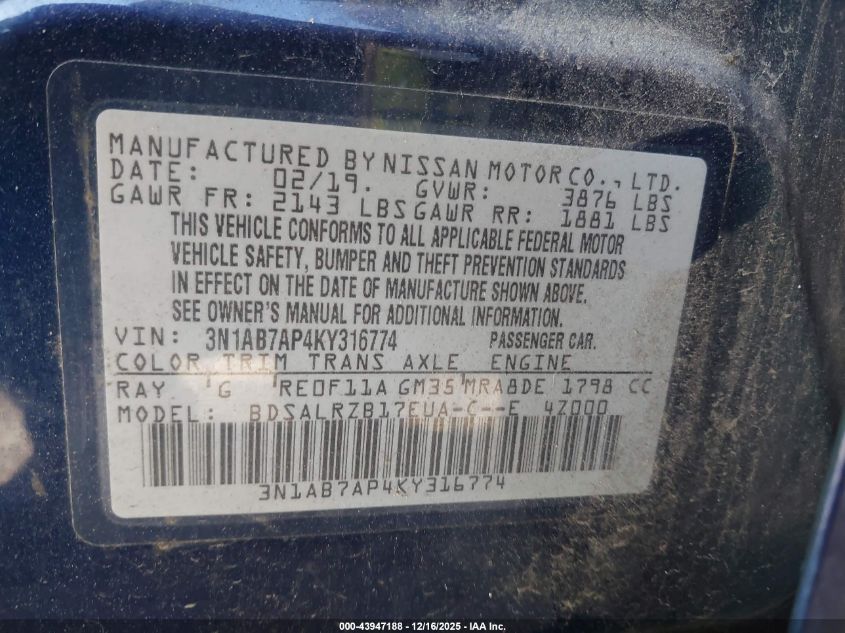 MANUFACTURED BY NISSAN MOTOR CO., LTD.
DATE: 02/19. GVWR: 3876 LBS
GAWR FR: 2143 LBS GAWR RR: 1881 LBS
THIS VEHICLE CONFORMS TO ALL APPLICABLE FEDERAL MOTOR
VEHICLE SAFETY, BUMPER AND THEFT PREVENTION STANDARDS
IN EFFECT ON THE DATE OF MANUFACTURE SHOWN ABOVE.
SEE OWNER'S MANUAL FOR ADDITIONAL INFORMATION.
VIN: 3N1AB7AP4KY316774 PASSENGER CAR.
COLOR TRIM TRANS AXLE ENGINE
RAY G RE0F11A GM35 MRA8DE 1798 CC
MODEL: BDSALRZB17EUA-C--E 4Z000
3N1AB7AP4KY316774
000-43947188 - 12/16/2025 - IAA Inc.